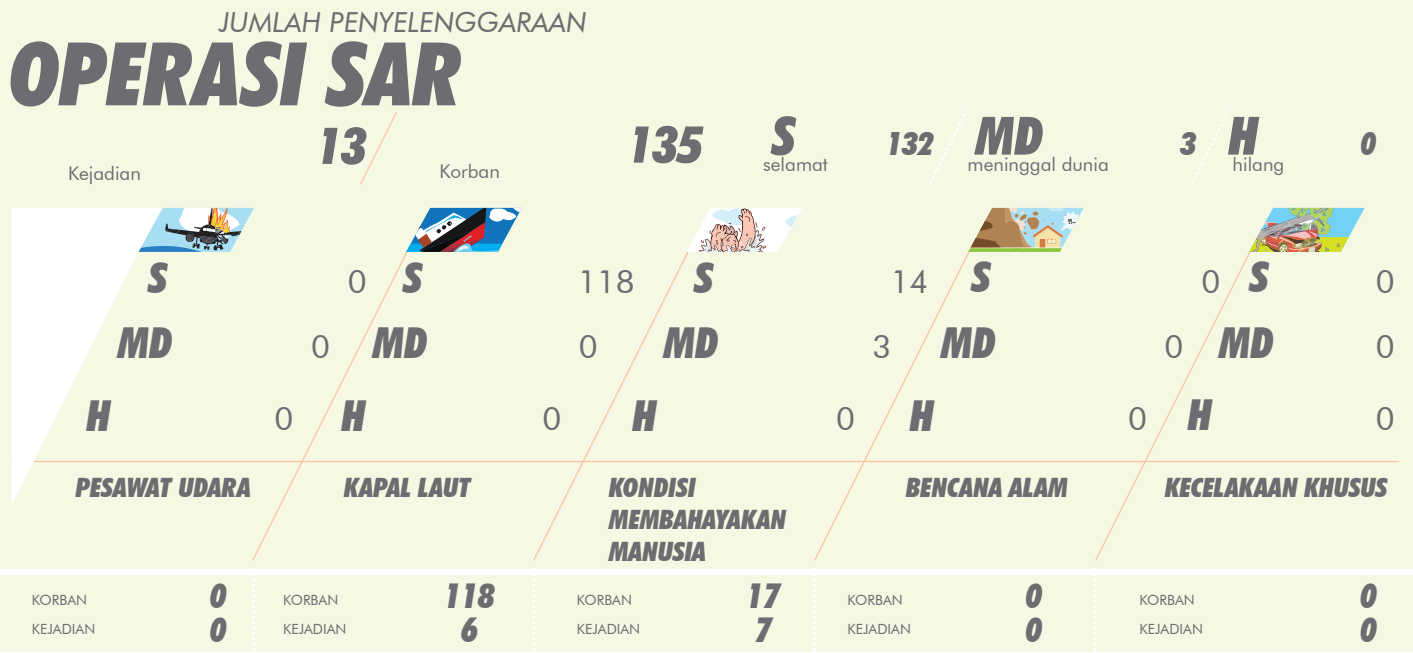 JUMLAH PENYELENGGARAAN
OPERASI SAR
Kejadian 13 Korban 135 S selamat 132 MD meninggal dunia 3 H hilang 0
S 0 S 118 S 14 S 0 S 0
MD 0 MD 0 MD 3 MD 0 MD 0
H 0 H 0 H 0 H 0 H 0
PESAWAT UDARA KAPAL LAUT KONDISI BENCANA ALAM KECELAKAAN KHUSUS
MEMBAHAYAKAN
MANUSIA
KORBAN 0 KORBAN 118 KORBAN 17 KORBAN 0 KORBAN 0
KEJADIAN 0 KEJADIAN 6 KEJADIAN 7 KEJADIAN 0 KEJADIAN 0